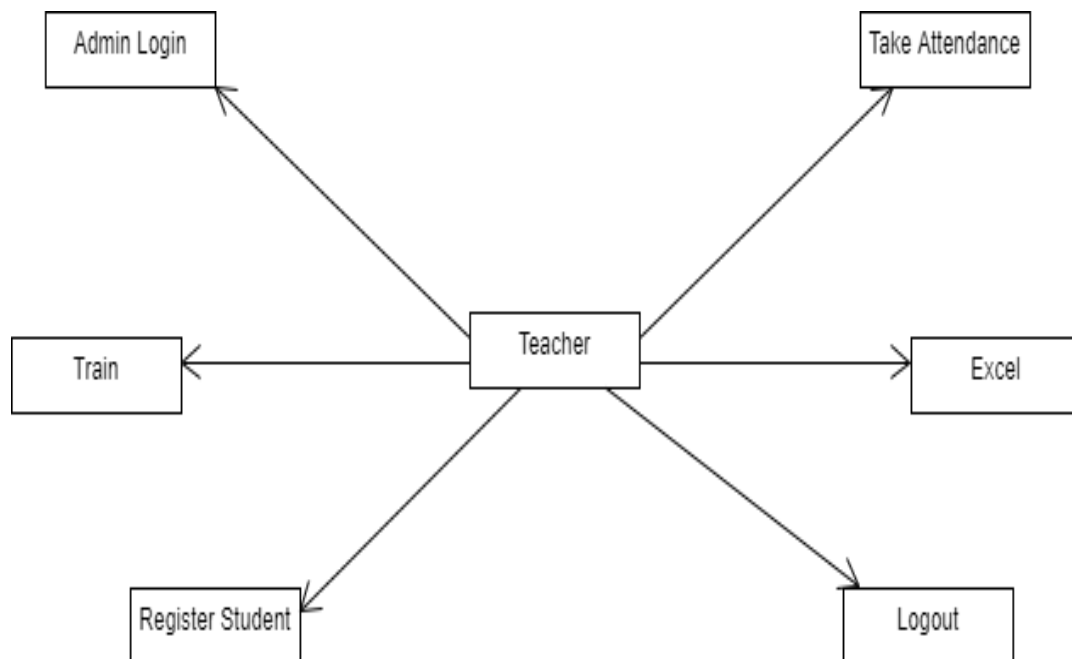 Admin Login
Take Attendance
Teacher
Train
Excel
Register Student
Logout